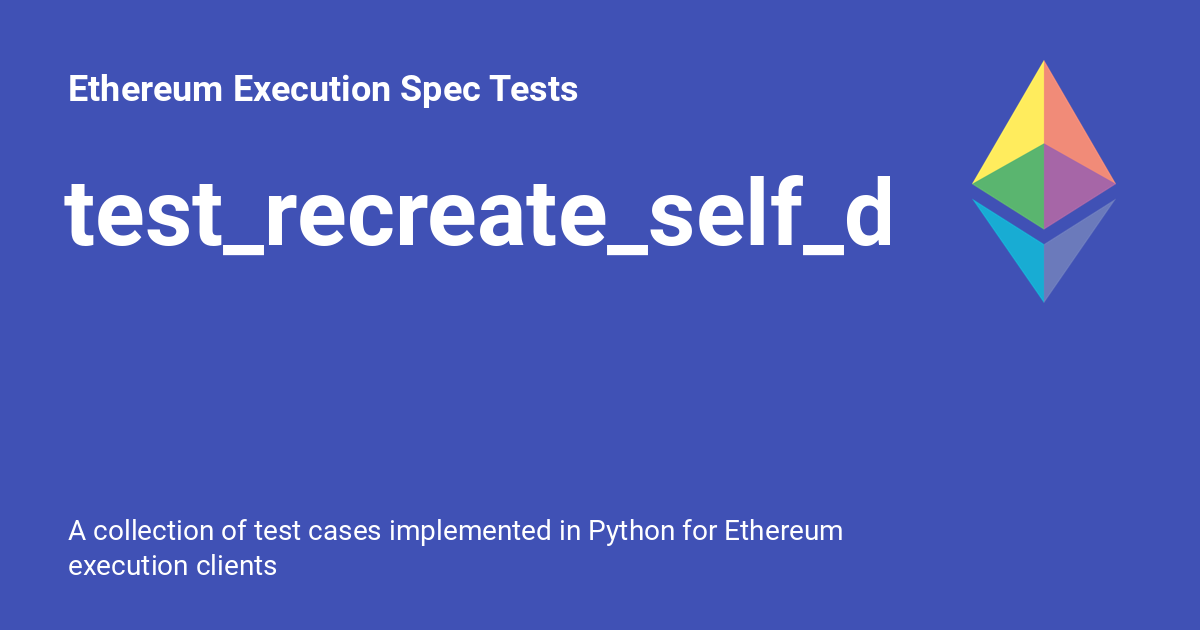 Ethereum Execution Spec Tests
test_recreate_self_d
A collection of test cases implemented in Python for Ethereum
execution clients